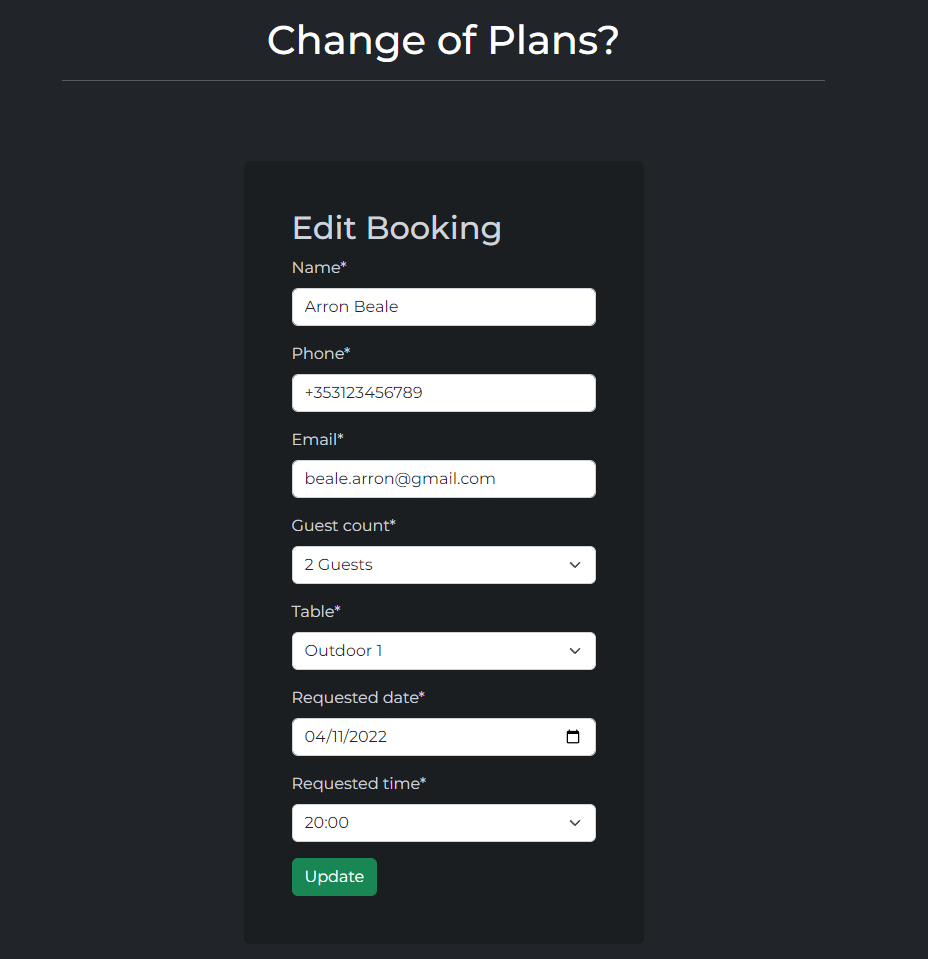 Change of Plans?
Edit Booking
Name*
Arron Beale
Phone*
+353123456789
Email*
beale.arron@gmail.com
Guest count*
2 Guests
Table*
Outdoor 1
Requested date*
04/11/2022
Requested time*
20:00
Update